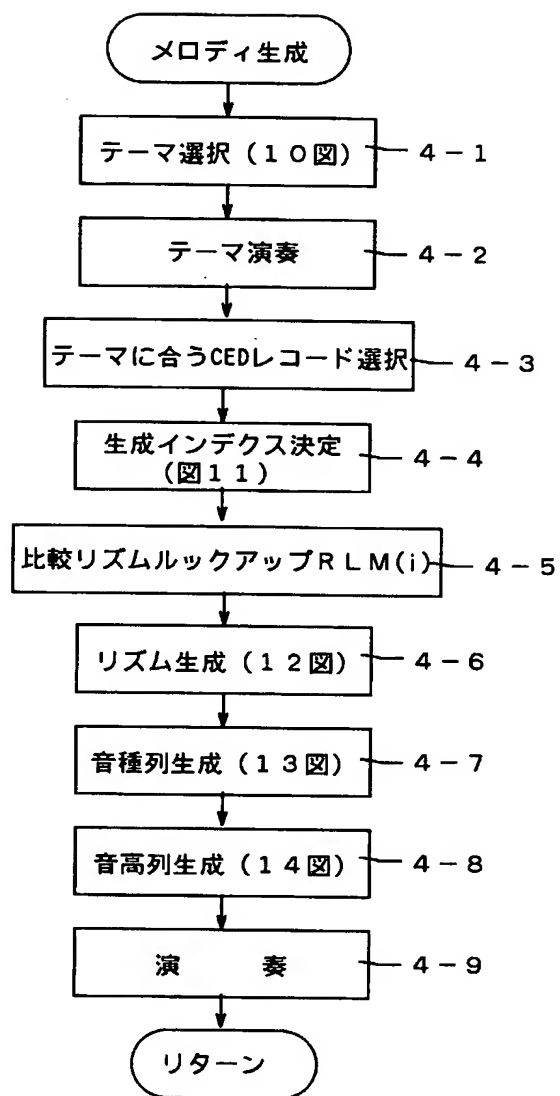 メロディ生成
テーマ選択(10図) 4-1
テーマ演奏 4-2
テーマに合うCEDレコード選択 4-3
生成インデクス決定
(図11) 4-4
比較リズムルックアップRLM(i) 4-5
リズム生成(12図) 4-6
音種列生成(13図) 4-7
音高列生成(14図) 4-8
演 奏 4-9
リターン